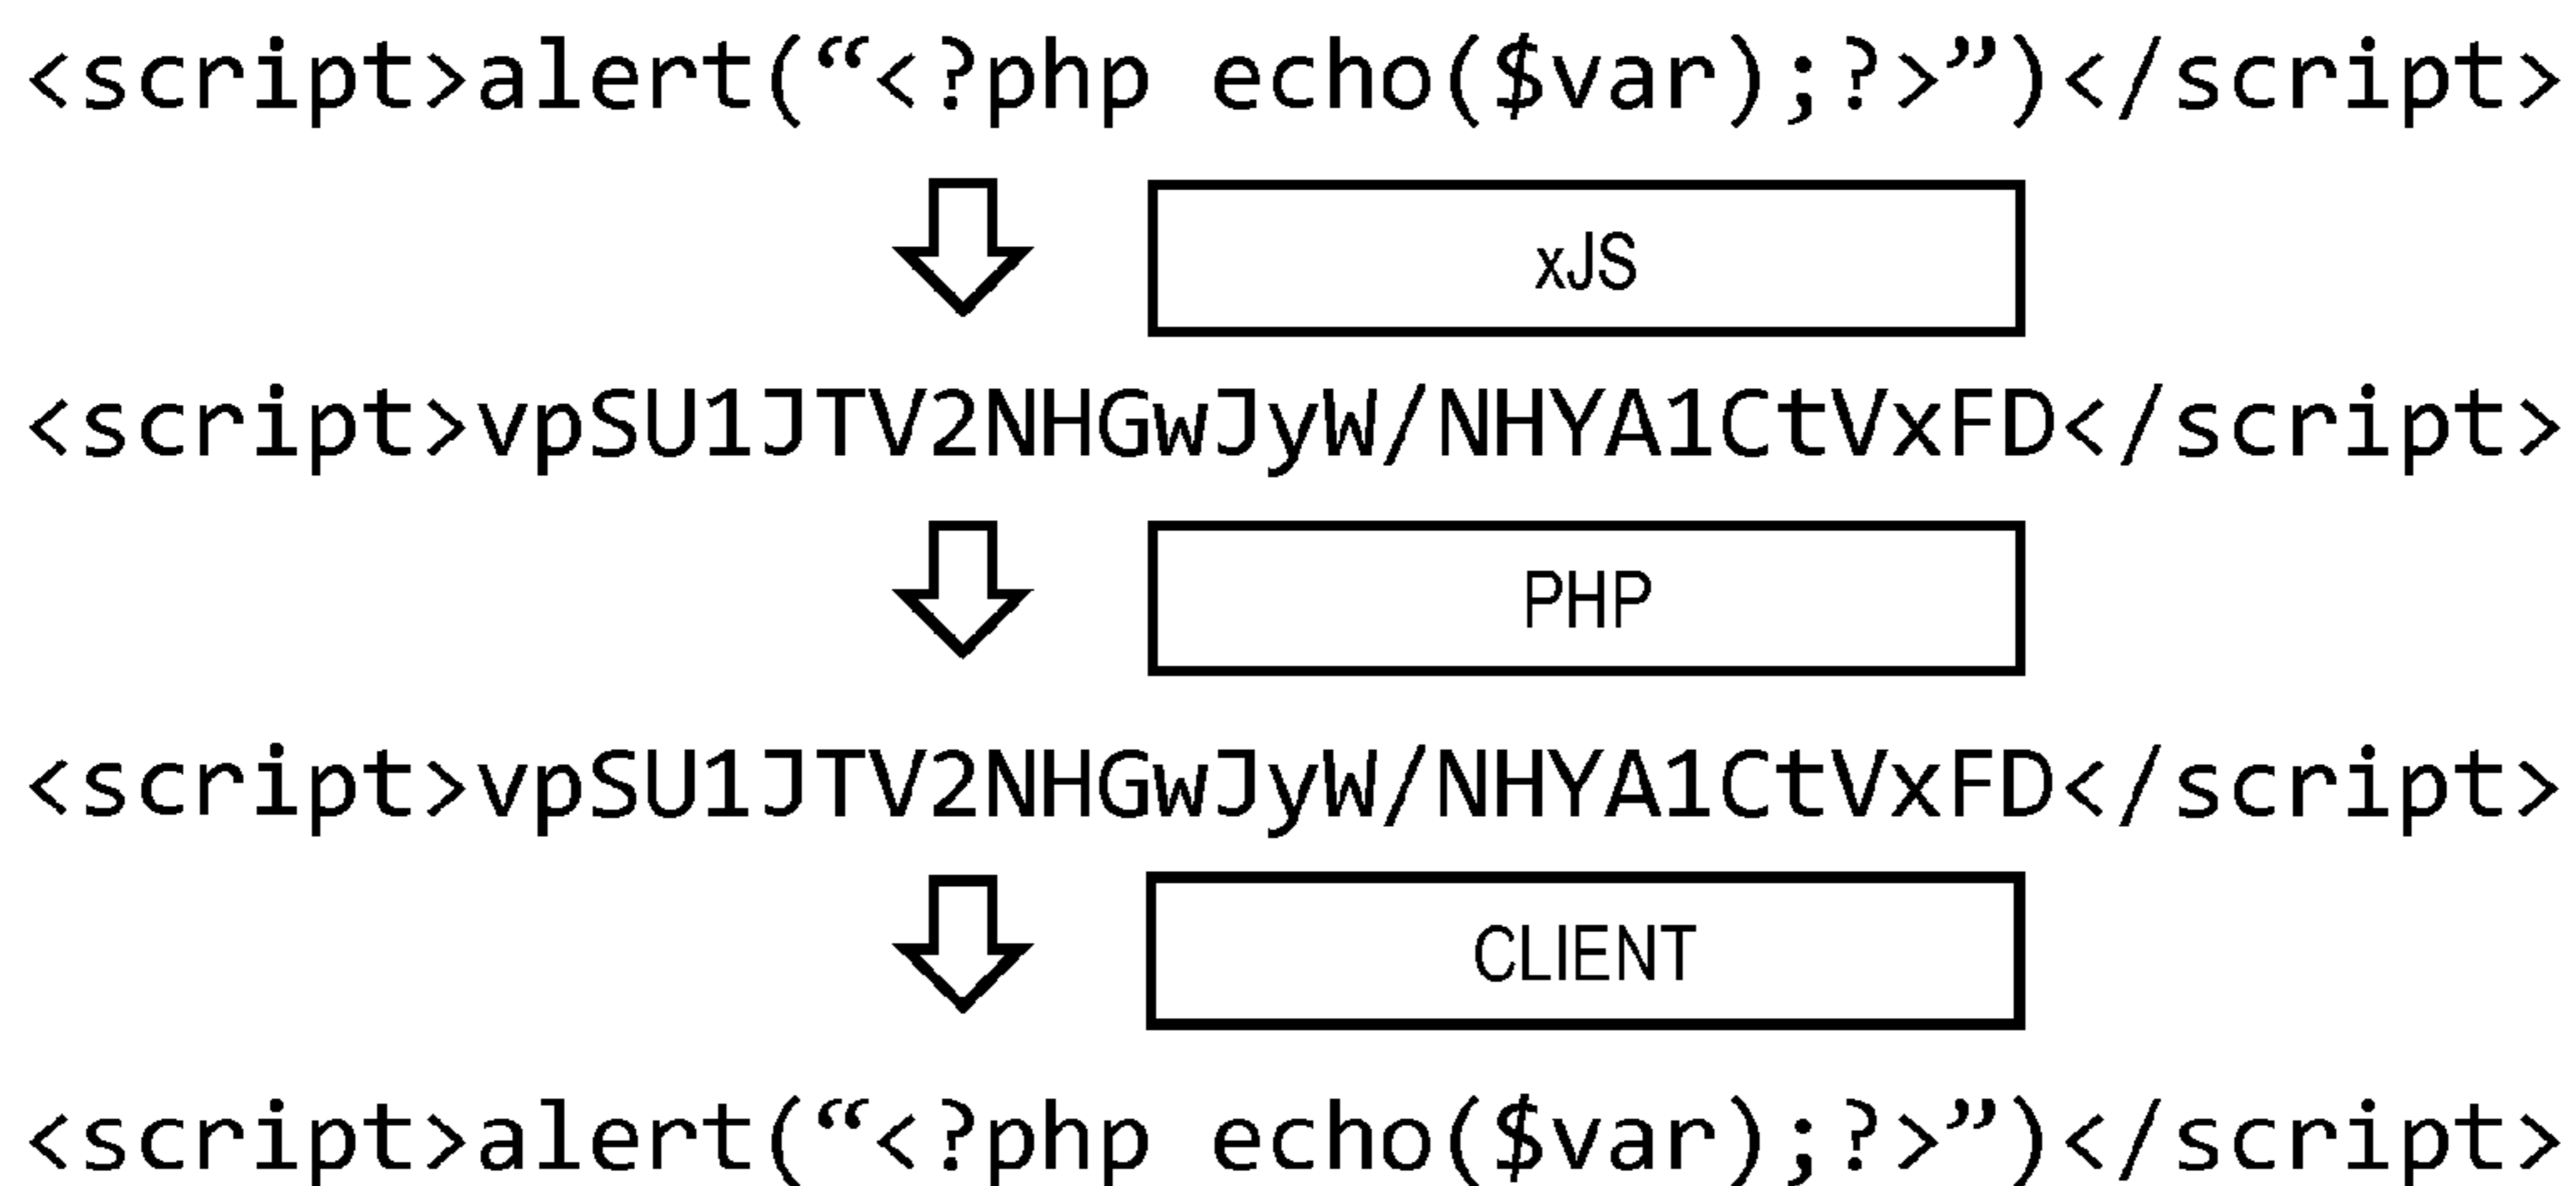 <script>alert(“<?php echo($var);?>”)</script>
xJS
<script>vpSU1JTV2NHGwJyW/NHYA1CtVxFD</script>
PHP
<script>vpSU1JTV2NHGwJyW/NHYA1CtVxFD</script>
CLIENT
<script>alert(“<?php echo($var);?>”)</script>